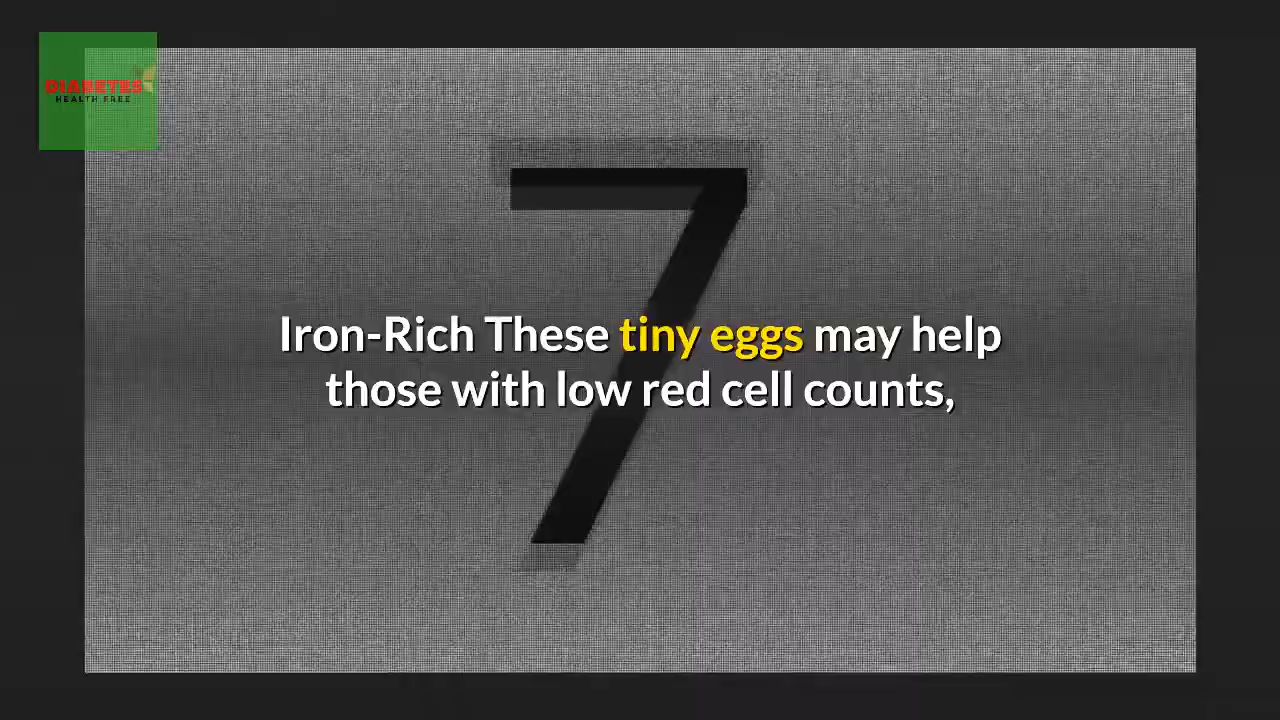 DIABETES
HEALTH FREE
7
Iron-Rich These tiny eggs may help
those with low red cell counts,